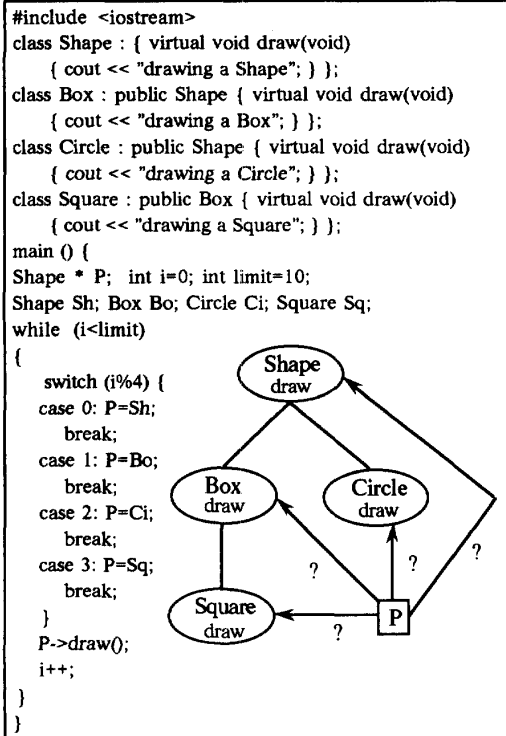 #include <iostream>
class Shape : { virtual void draw(void)
{ cout << "drawing a Shape"; } };
class Box : public Shape { virtual void draw(void)
{ cout << "drawing a Box"; } };
class Circle : public Shape { virtual void draw(void)
{ cout << "drawing a Circle"; } };
class Square : public Box { virtual void draw(void)
{ cout << "drawing a Square"; } };
main () {
Shape * P; int i=0; int limit=10;
Shape Sh; Box Bo; Circle Ci; Square Sq;
while (i<limit)
{
switch (i%4) {
case 0: P=Sh;
break;
case 1: P=Bo;
break;
case 2: P=Ci;
break;
case 3: P=Sq;
break;
}
P->draw();
i++;
}
}
Shape
draw
Box
draw
Circle
draw
Square
draw
P
?
?
?
?